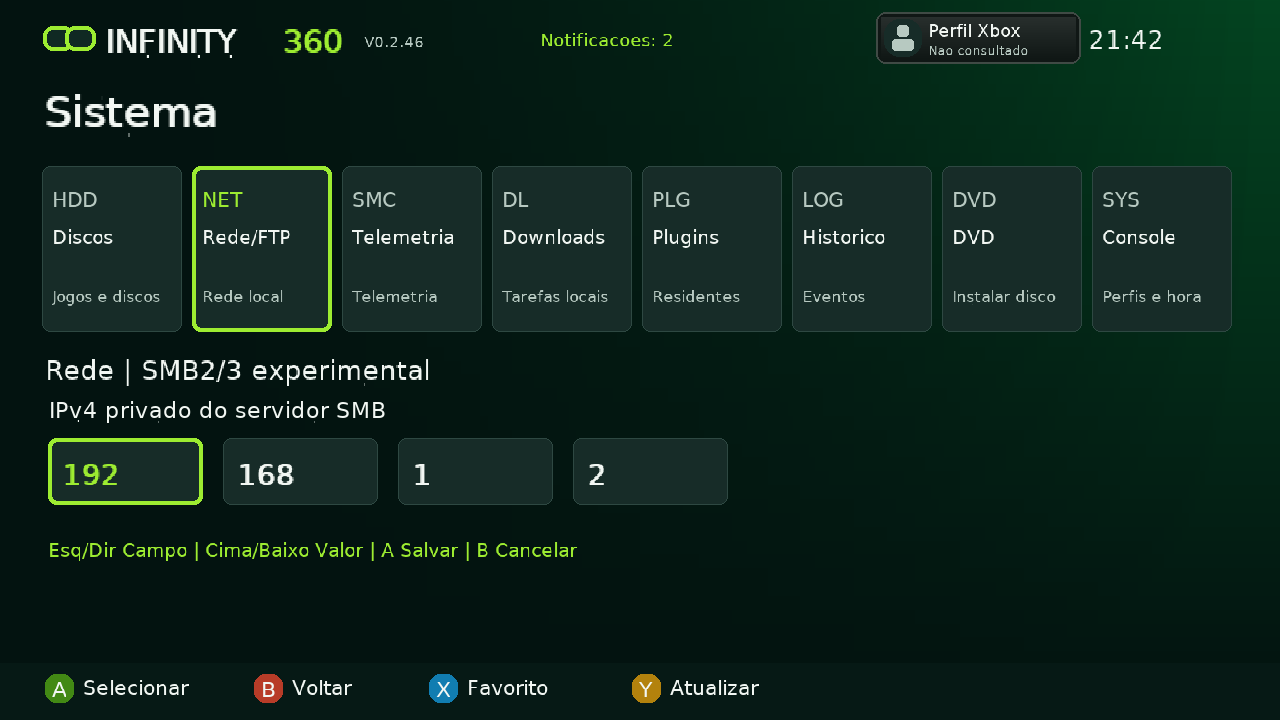 INFINITY 360 V0.2.46 Notificacoes: 2 Perfil Xbox 21:42
Nao consultado
Sistema
HDD NET SMC DL PLG LOG DVD SYS
Discos Rede/FTP Telemetria Downloads Plugins Historico DVD Console
Jogos e discos Rede local Telemetria Tarefas locais Residentes Eventos Instalar disco Perfis e hora
Rede | SMB2/3 experimental
IPv4 privado do servidor SMB
192 168 1 2
Esq/Dir Campo | Cima/Baixo Valor | A Salvar | B Cancelar
A Selecionar B Voltar X Favorito Y Atualizar